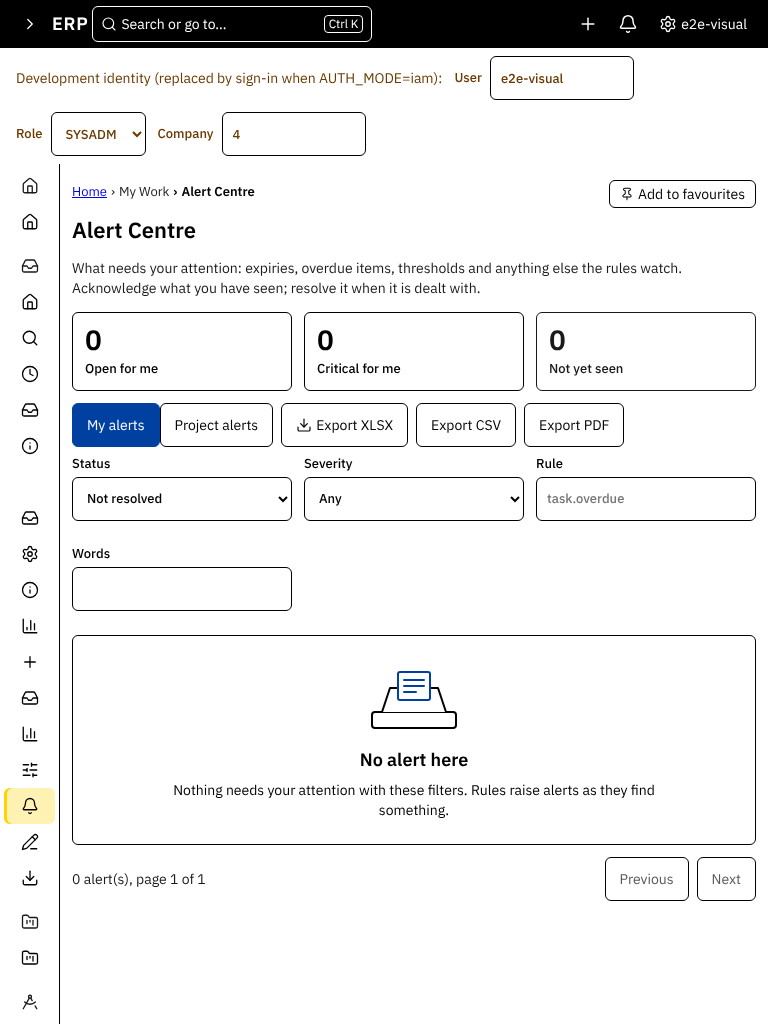 ERP Search or go to... Ctrl K e2e-visual
Development identity (replaced by sign-in when AUTH_MODE=iam): User e2e-visual
Role SYSADM Company 4
Home › My Work › Alert Centre Add to favourites
Alert Centre
What needs your attention: expiries, overdue items, thresholds and anything else the rules watch.
Acknowledge what you have seen; resolve it when it is dealt with.
0 0 0
Open for me Critical for me Not yet seen
My alerts Project alerts Export XLSX Export CSV Export PDF
Status Severity Rule
Not resolved Any task.overdue
Words
No alert here
Nothing needs your attention with these filters. Rules raise alerts as they find
something.
0 alert(s), page 1 of 1 Previous Next